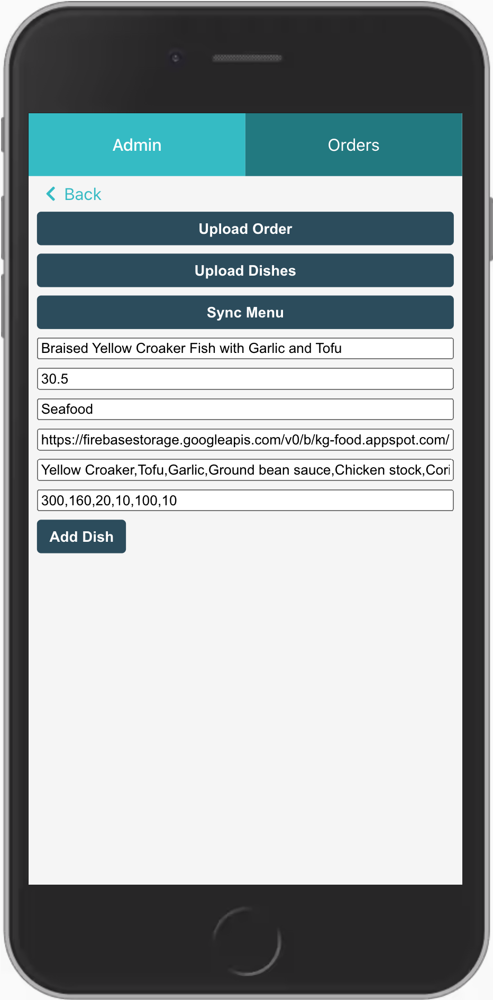 Admin Orders
Back
Upload Order
Upload Dishes
Sync Menu
Braised Yellow Croaker Fish with Garlic and Tofu
30.5
Seafood
https://firebasestorage.googleapis.com/v0/b/kg-food.appspot.com/
Yellow Croaker,Tofu,Garlic,Ground bean sauce,Chicken stock,Cori
300,160,20,10,100,10
Add Dish